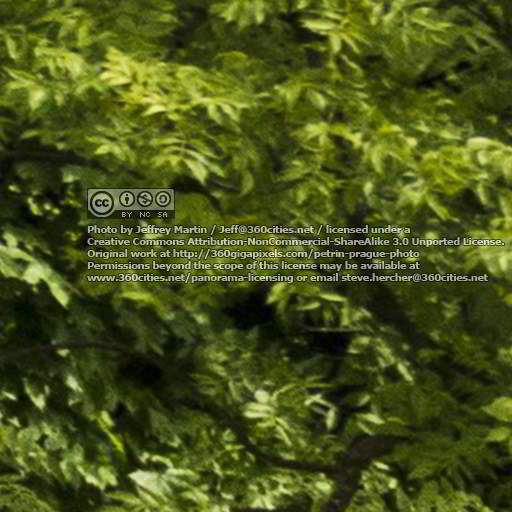 cc
BY NC SA
Photo by Jeffrey Martin / Jeff@360cities.net / licensed under a
Creative Commons Attribution-NonCommercial-ShareAlike 3.0 Unported License.
Original work at http://360gigapixels.com/petrin-prague-photo
Permissions beyond the scope of this license may be available at
www.360cities.net/panorama-licensing or email steve.hercher@360cities.net